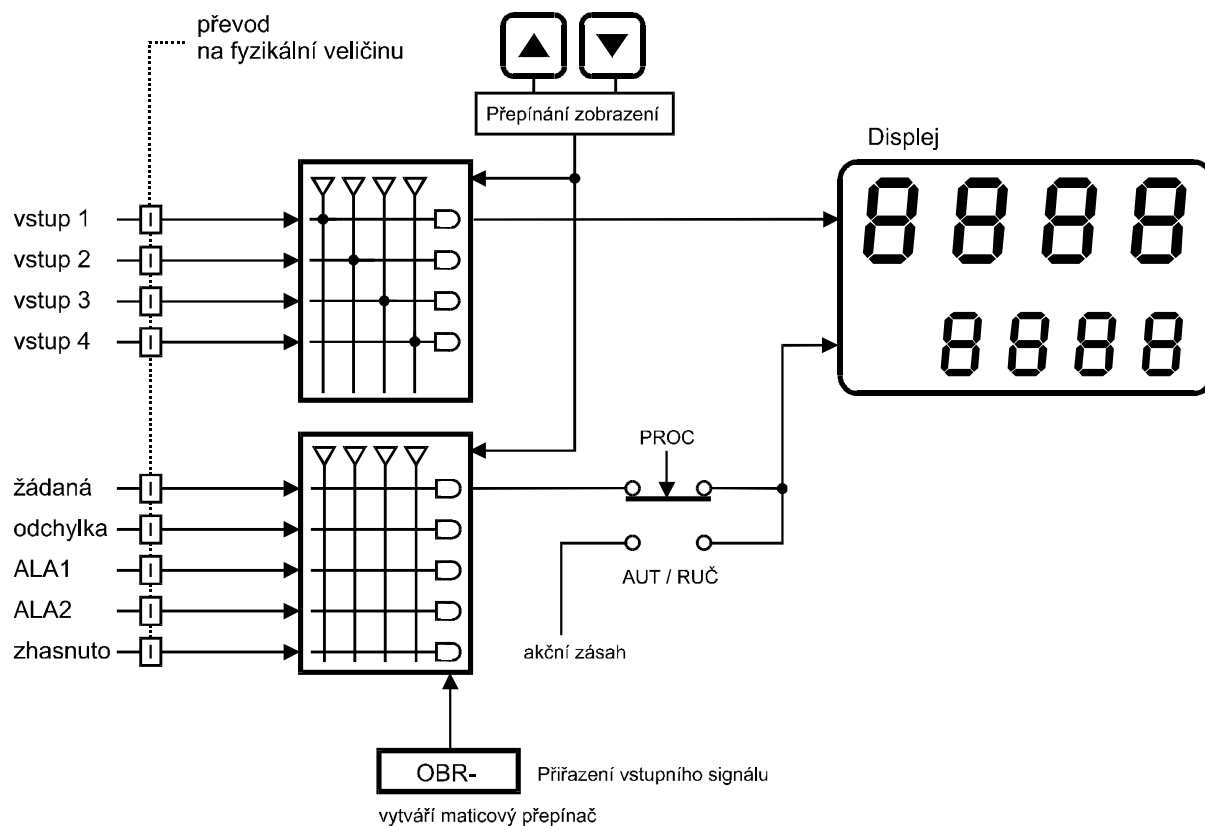 převod
na fyzikální veličinu
Přepínání zobrazení
Displej
8888
8888
vstup 1
vstup 2
vstup 3
vstup 4
žádaná
odchylka
ALA1
ALA2
zhasnuto
PROC
AUT / RUČ
akční zásah
OBR-
Přiřazení vstupního signálu
vytváří maticový přepínač